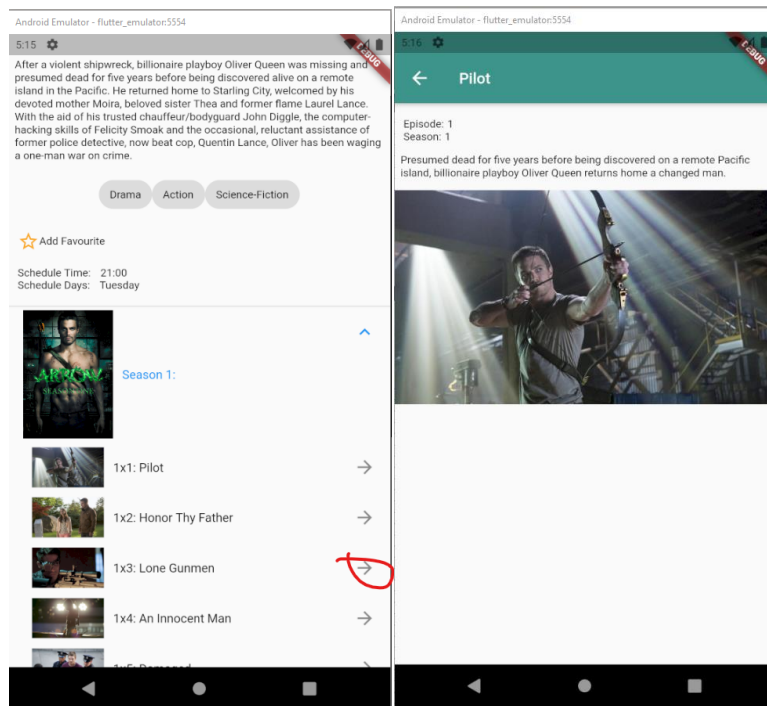 Android Emulator - flutter_emulator:5554
5:15
DEBUG
After a violent shipwreck, billionaire playboy Oliver Queen was missing and
presumed dead for five years before being discovered alive on a remote
island in the Pacific. He returned home to Starling City, welcomed by his
devoted mother Moira, beloved sister Thea and former flame Laurel Lance.
With the aid of his trusted chauffeur/bodyguard John Diggle, the computer-
hacking skills of Felicity Smoak and the occasional, reluctant assistance of
former police detective, now beat cop, Quentin Lance, Oliver has been waging
a one-man war on crime.
Drama Action Science-Fiction
Add Favourite
Schedule Time: 21:00
Schedule Days: Tuesday
ARROW
Season 1:
1x1: Pilot
1x2: Honor Thy Father
1x3: Lone Gunmen
1x4: An Innocent Man
1x5: Damaged
Android Emulator - flutter_emulator:5554
5:16
DEBUG
Pilot
Episode: 1
Season: 1
Presumed dead for five years before being discovered on a remote Pacific
island, billionaire playboy Oliver Queen returns home a changed man.